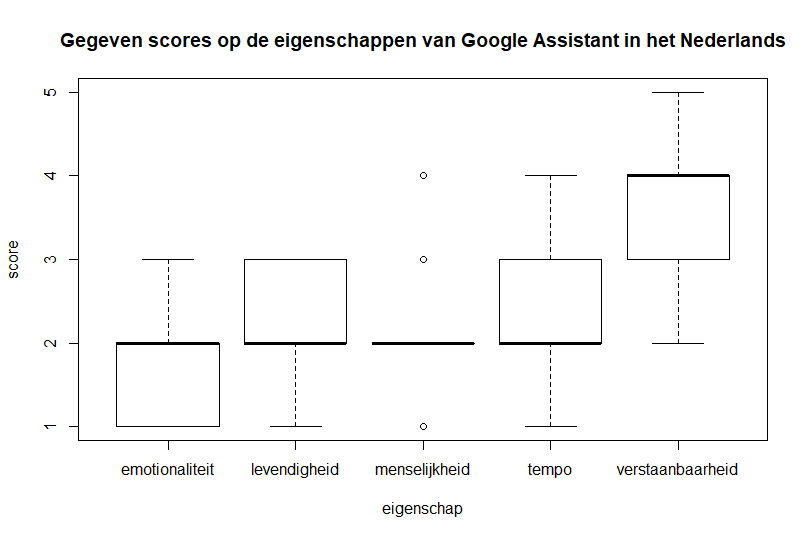 Gegeven scores op de eigenschappen van Google Assistant in het Nederlands
score
5
4
3
2
1
emotionaliteit levendigheid menselijkheid tempo verstaanbaarheid
eigenschap